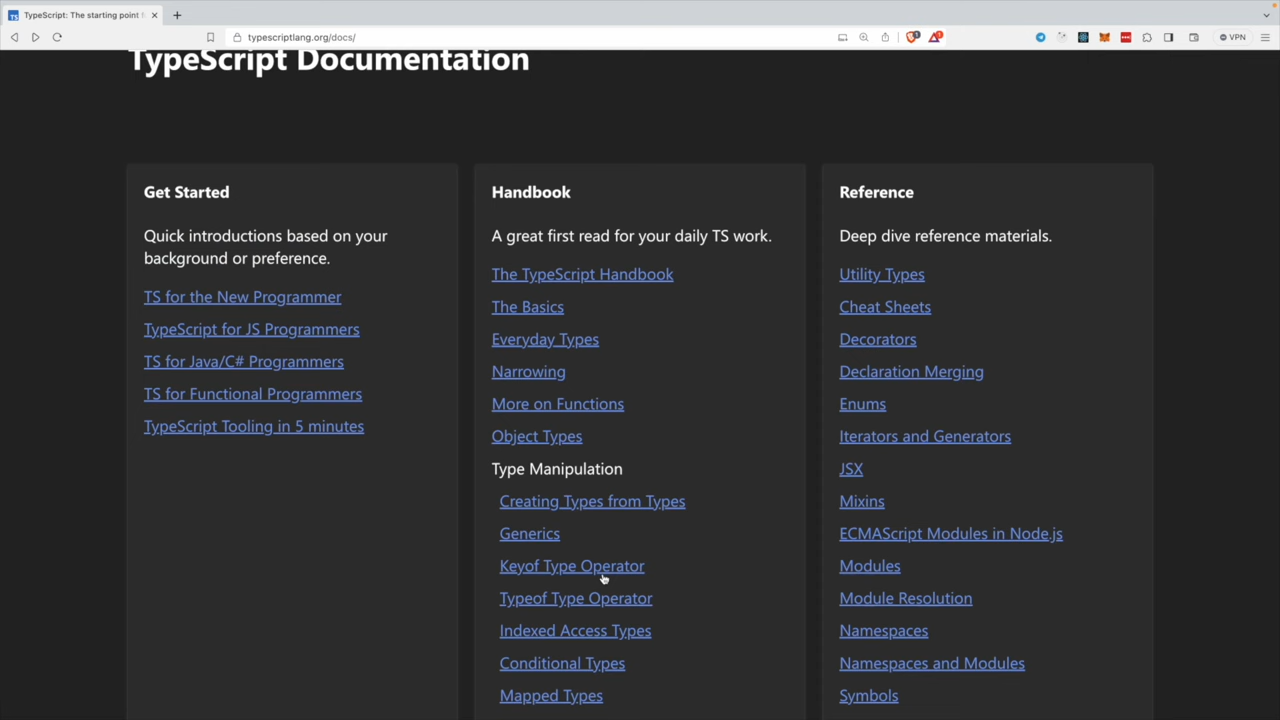 TypeScript: The starting point
typescriptlang.org/docs/
VPN
TypeScript Documentation
Get Started
Quick introductions based on your
background or preference.
TS for the New Programmer
TypeScript for JS Programmers
TS for Java/C# Programmers
TS for Functional Programmers
TypeScript Tooling in 5 minutes
Handbook
A great first read for your daily TS work.
The TypeScript Handbook
The Basics
Everyday Types
Narrowing
More on Functions
Object Types
Type Manipulation
Creating Types from Types
Generics
Keyof Type Operator
Typeof Type Operator
Indexed Access Types
Conditional Types
Mapped Types
Reference
Deep dive reference materials.
Utility Types
Cheat Sheets
Decorators
Declaration Merging
Enums
Iterators and Generators
JSX
Mixins
ECMAScript Modules in Node.js
Modules
Module Resolution
Namespaces
Namespaces and Modules
Symbols